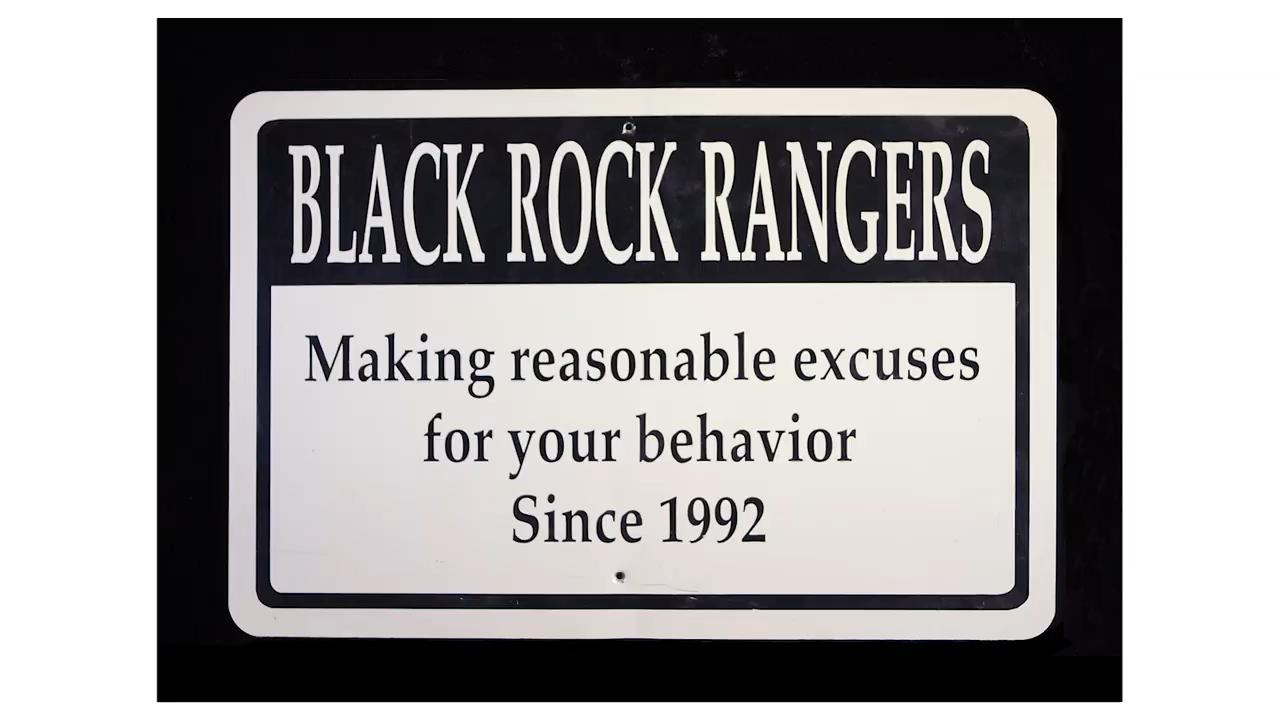 BLACK ROCK RANGERS
Making reasonable excuses
for your behavior
Since 1992